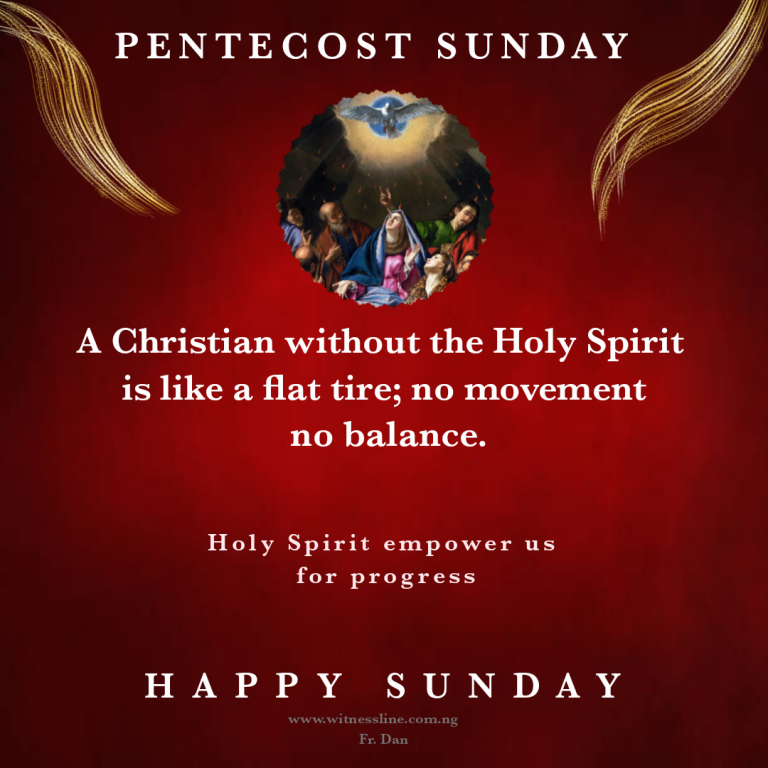 PENTECOST SUNDAY
A Christian without the Holy Spirit
is like a flat tire; no movement
no balance.
Holy Spirit empower us
for progress
HAPPY SUNDAY
www.witnessline.com.ng
Fr. Dan